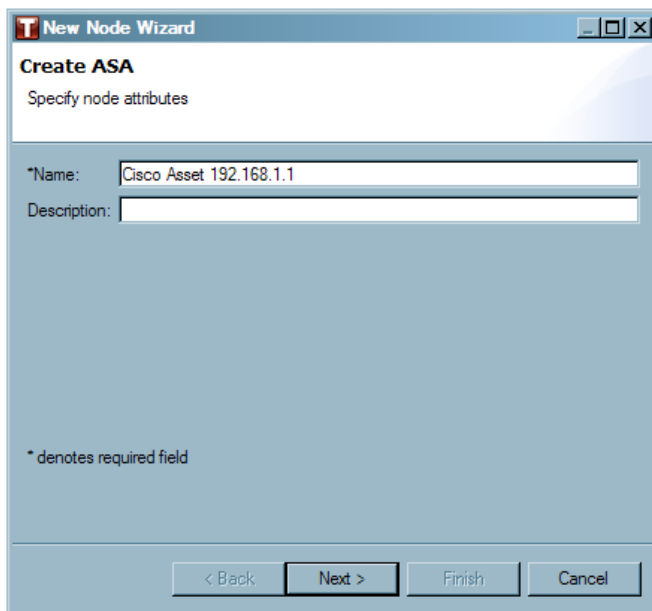 T New Node Wizard
Create ASA
Specify node attributes
*Name: Cisco Asset 192.168.1.1
Description:
* denotes required field
< Back Next > Finish Cancel